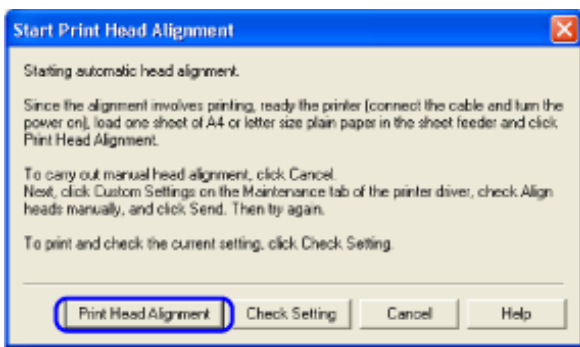 Start Print Head Alignment
Starting automatic head alignment.
Since the alignment involves printing, ready the printer (connect the cable and turn the
power on), load one sheet of A4 or letter size plain paper in the sheet feeder and click
Print Head Alignment.
To carry out manual head alignment, click Cancel.
Next, click Custom Settings on the Maintenance tab of the printer driver, check Align
heads manually, and click Send. Then try again.
To print and check the current setting, click Check Setting.
Print Head Alignment
Check Setting
Cancel
Help